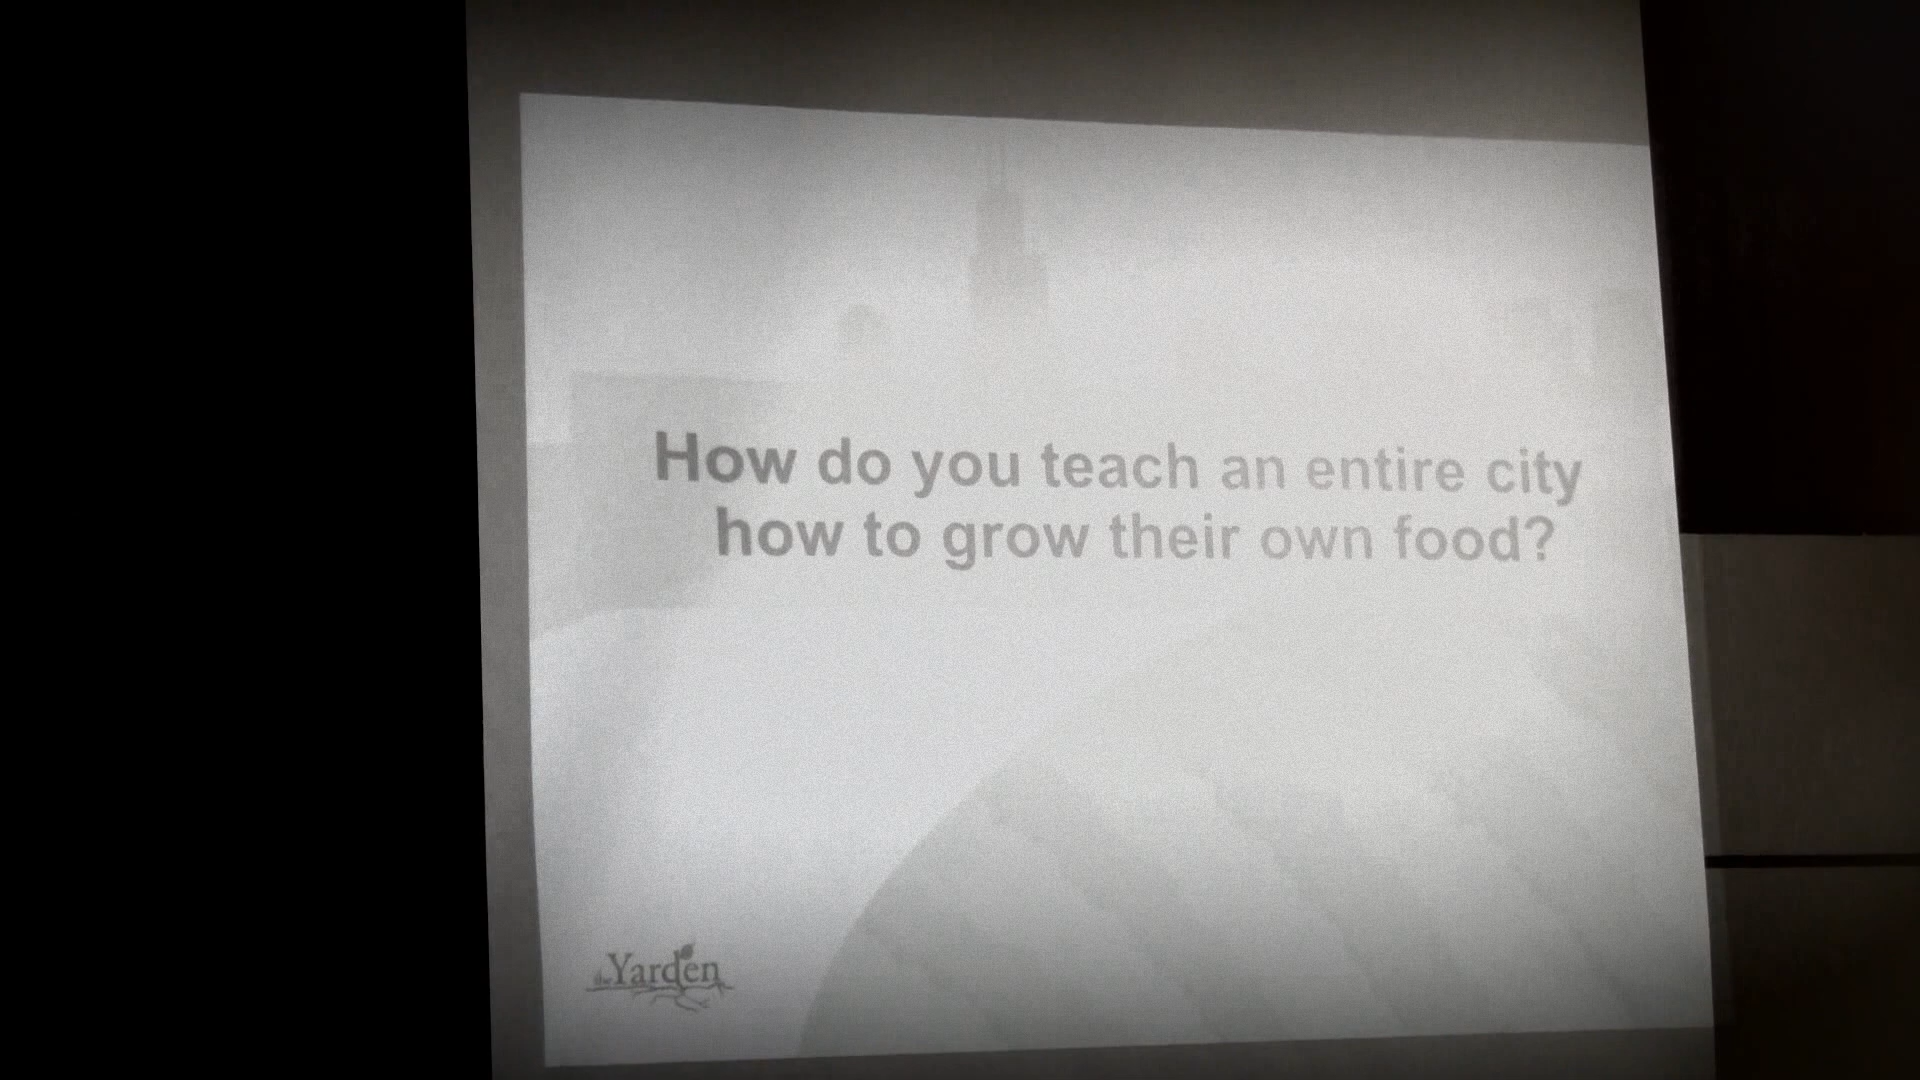 How do you teach an entire city
how to grow their own food?
the Yarden